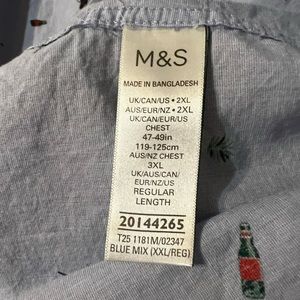 M&S
MADE IN BANGLADESH
UK/CAN/US • 2XL
AUS/EUR/NZ • 2XL
UK/CAN/EUR/US
CHEST
47-49in
119-125cm
AUS/NZ CHEST
3XL
UK/AUS/CAN/
EUR/NZ/US
REGULAR
LENGTH
20144265
T25 1181M/02347
BLUE MIX (XXL/REG)